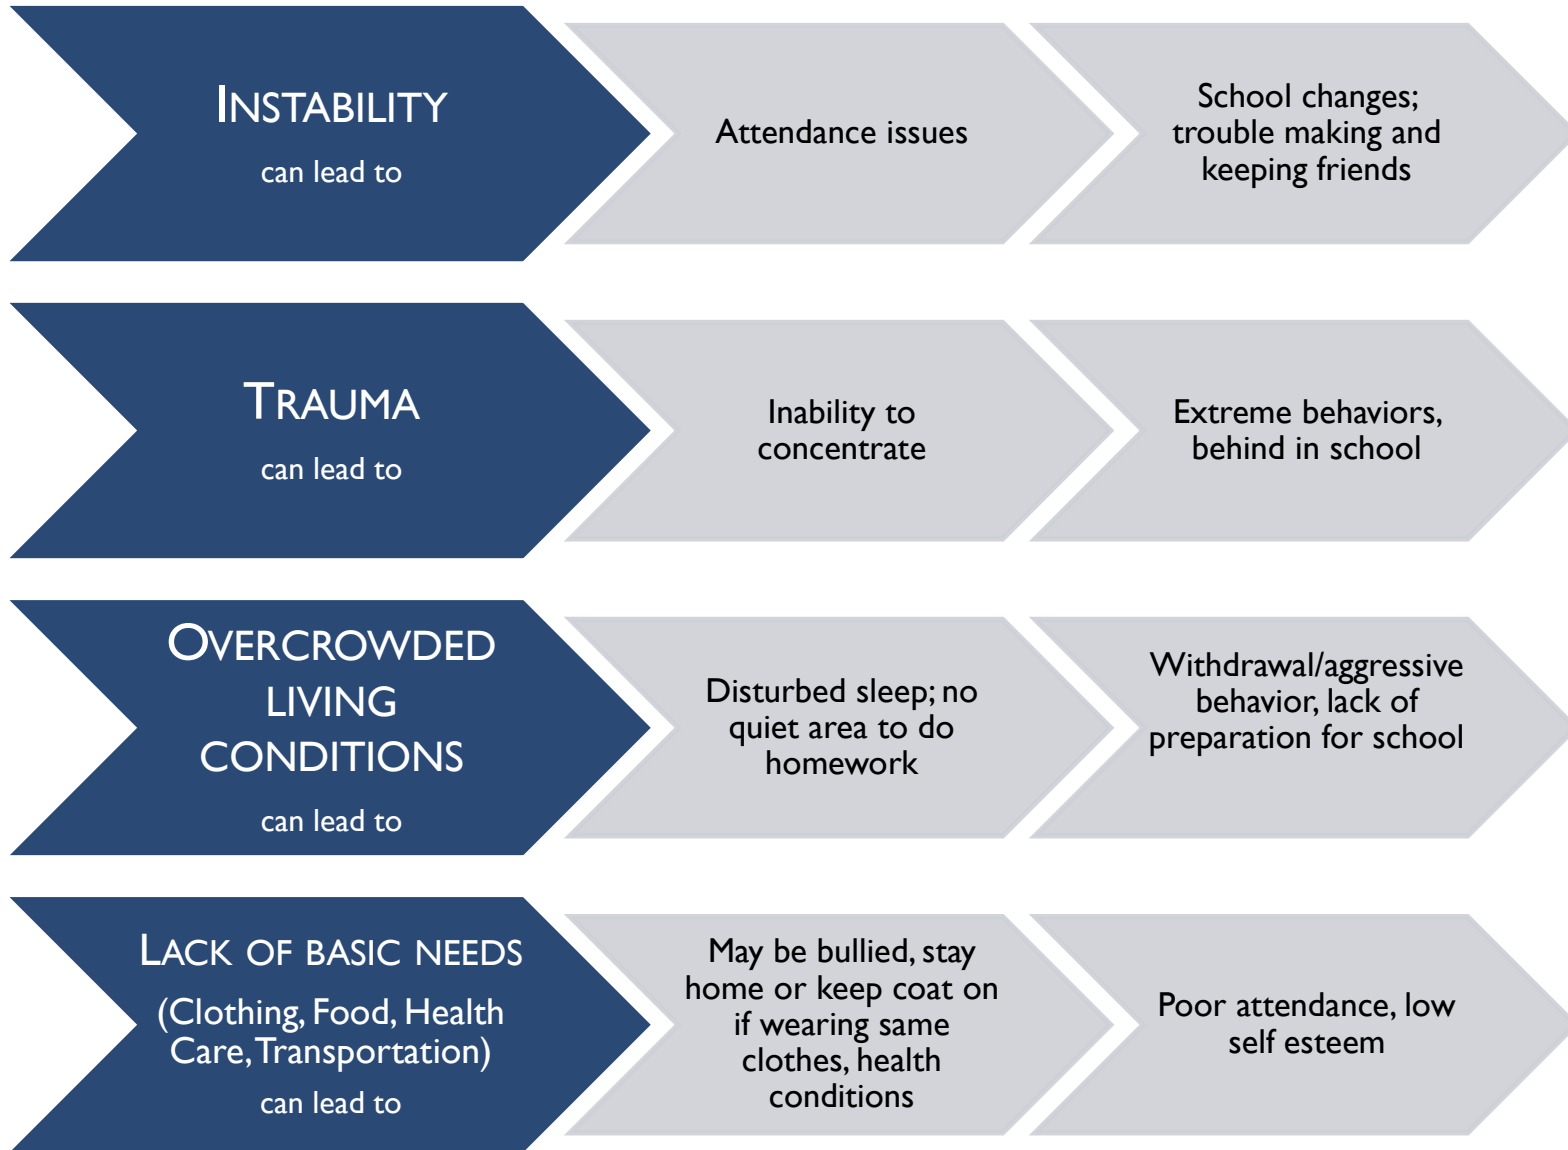 INSTABILITY
can lead to
Attendance issues
School changes;
trouble making and
keeping friends
TRAUMA
can lead to
Inability to
concentrate
Extreme behaviors,
behind in school
OVERCROWDED
LIVING
CONDITIONS
can lead to
Disturbed sleep; no
quiet area to do
homework
Withdrawal/aggressive
behavior, lack of
preparation for school
LACK OF BASIC NEEDS
(Clothing, Food, Health
Care, Transportation)
can lead to
May be bullied, stay
home or keep coat on
if wearing same
clothes, health
conditions
Poor attendance, low
self esteem